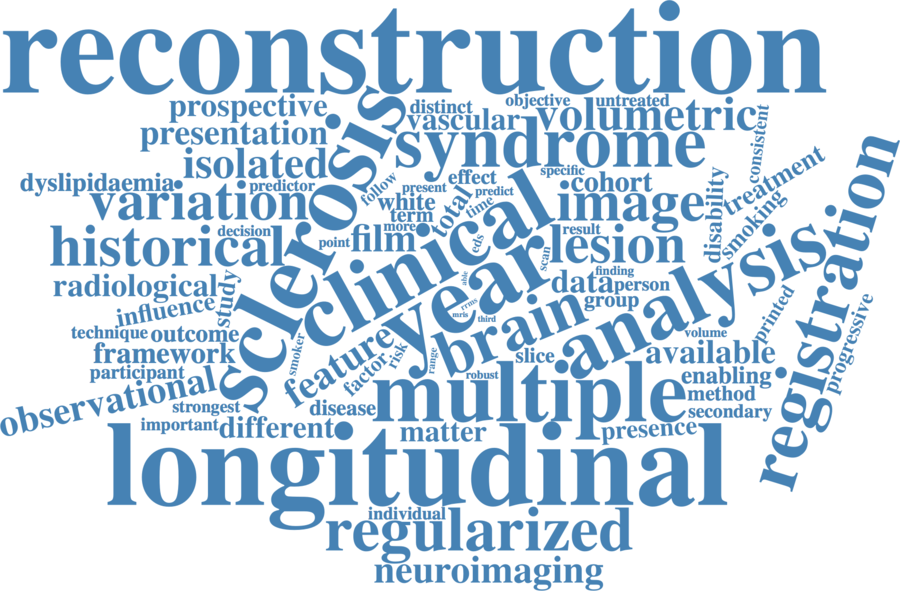 reconstruction
prospective
distinct
objective
untreated
vascular
volumetric
presentation
sclerosis
syndrome
consistent
isolated
dyslipidaemia
predictor
follow
effect
specific
cohort
present
predict
treatment
variation
white
total
time
image
disability
smoking
term
more
historical
decision
point
film
clinical
eds
result
lesion
scan
registration
radiological
study
able
finding
data
person
analysis
influence
year
rrms
group
mris
third
printed
progressive
technique
outcome
brain
volume
framework
smoker
feature
risk
range
slice
available
participant
factor
robust
enabling
observational
multiple
method
strongest
disease
secondary
important
different
matter
presence
longitudinal
individual
regularized
neuroimaging